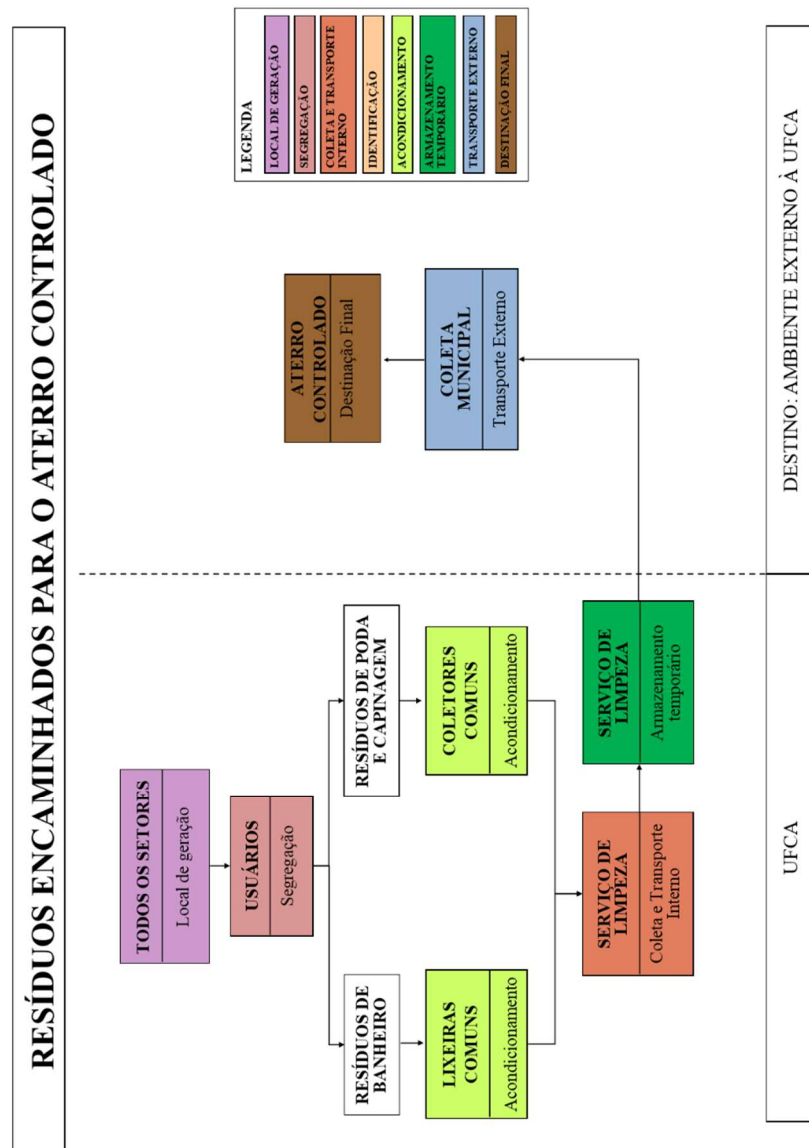 RESÍDUOS ENCAMINHADOS PARA O ATERRO CONTROLADO
TODOS OS SETORES
Local de geração
USUÁRIOS
Segregação
RESÍDUOS DE
BANHEIRO
RESÍDUOS DE PODA
E CAPINAGEM
LIXEIRAS
COMUNS
Acondicionamento
COLETORES
COMUNS
Acondicionamento
SERVIÇO DE
LIMPEZA
Coleta e Transporte
Interno
SERVIÇO DE
LIMPEZA
Armazenamento
temporário
ATERRO
CONTROLADO
Destinação Final
COLETA
MUNICIPAL
Transporte Externo
LEGENDA
LOCAL DE GERAÇÃO
SEGREGAÇÃO
COLETA E TRANSPORTE
INTERNO
IDENTIFICAÇÃO
ACONDICIONAMENTO
ARMAZENAMENTO
TEMPORÁRIO
TRANSPORTE EXTERNO
DESTINAÇÃO FINAL
UFCA
DESTINO: AMBIENTE EXTERNO À UFCA